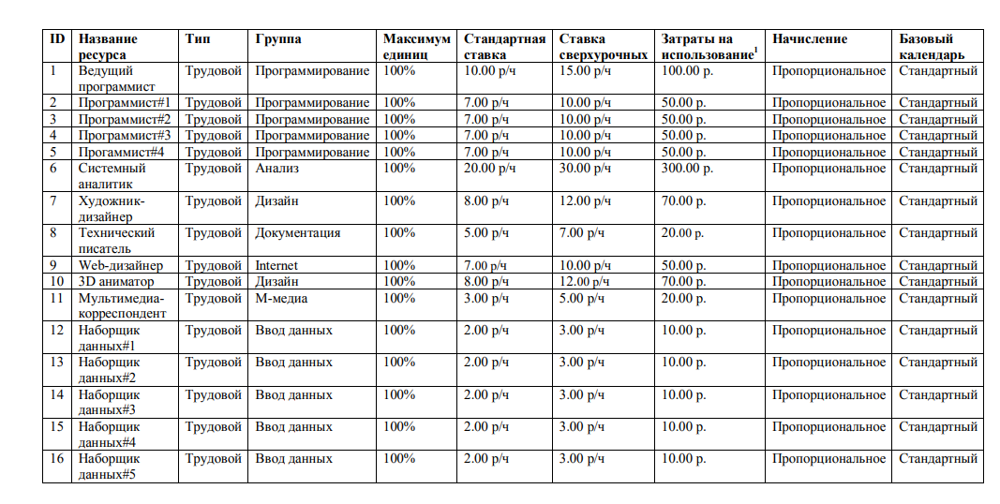 ID Название ресурса Тип Группа Максимум единиц Стандартная ставка Ставка сверхурочных Затраты на использование1 Начисление Базовый календарь
1 Ведущий программист Трудовой Программирование 100% 10.00 р/ч 15.00 р/ч 100.00 р. Пропорциональное Стандартный
2 Программист#1 Трудовой Программирование 100% 7.00 р/ч 10.00 р/ч 50.00 р. Пропорциональное Стандартный
3 Программист#2 Трудовой Программирование 100% 7.00 р/ч 10.00 р/ч 50.00 р. Пропорциональное Стандартный
4 Программист#3 Трудовой Программирование 100% 7.00 р/ч 10.00 р/ч 50.00 р. Пропорциональное Стандартный
5 Прогаммист#4 Трудовой Программирование 100% 7.00 р/ч 10.00 р/ч 50.00 р. Пропорциональное Стандартный
6 Системный аналитик Трудовой Анализ 100% 20.00 р/ч 30.00 р/ч 300.00 р. Пропорциональное Стандартный
7 Художник-дизайнер Трудовой Дизайн 100% 8.00 р/ч 12.00 р/ч 70.00 р. Пропорциональное Стандартный
8 Технический писатель Трудовой Документация 100% 5.00 р/ч 7.00 р/ч 20.00 р. Пропорциональное Стандартный
9 Web-дизайнер Трудовой Internet 100% 7.00 р/ч 10.00 р/ч 50.00 р. Пропорциональное Стандартный
10 3D аниматор Трудовой Дизайн 100% 8.00 р/ч 12.00 р/ч 70.00 р. Пропорциональное Стандартный
11 Мультимедиа-корреспондент Трудовой М-медиа 100% 3.00 р/ч 5.00 р/ч 20.00 р. Пропорциональное Стандартный
12 Наборщик данных#1 Трудовой Ввод данных 100% 2.00 р/ч 3.00 р/ч 10.00 р. Пропорциональное Стандартный
13 Наборщик данных#2 Трудовой Ввод данных 100% 2.00 р/ч 3.00 р/ч 10.00 р. Пропорциональное Стандартный
14 Наборщик данных#3 Трудовой Ввод данных 100% 2.00 р/ч 3.00 р/ч 10.00 р. Пропорциональное Стандартный
15 Наборщик данных#4 Трудовой Ввод данных 100% 2.00 р/ч 3.00 р/ч 10.00 р. Пропорциональное Стандартный
16 Наборщик данных#5 Трудовой Ввод данных 100% 2.00 р/ч 3.00 р/ч 10.00 р. Пропорциональное Стандартный